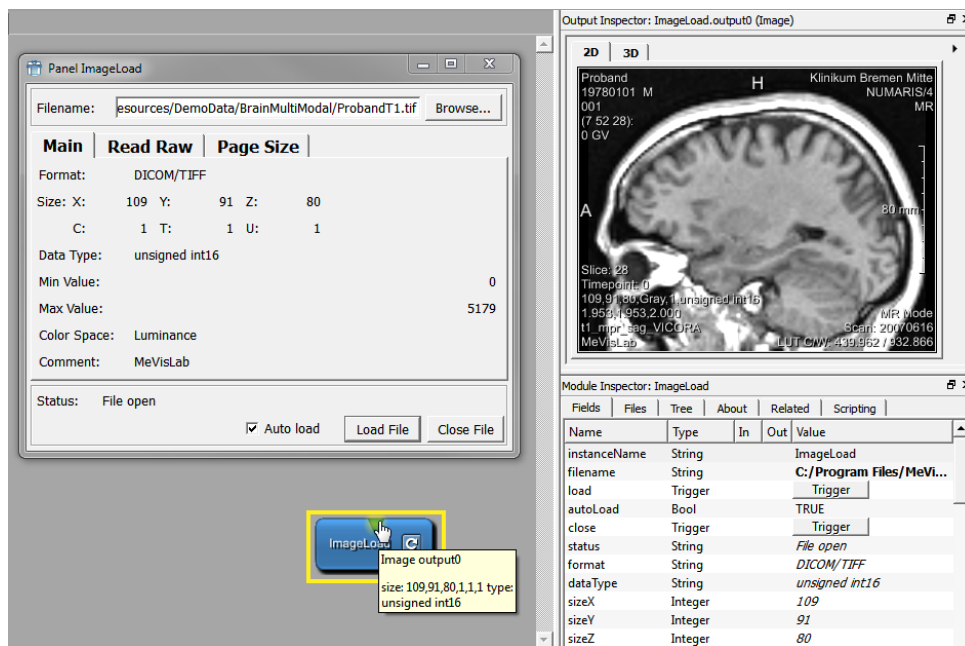 Panel ImageLoad
Filename: esources/DemoData/BrainMultiModal/ProbandT1.tif Browse...
Main Read Raw Page Size
Format: DICOM/TIFF
Size: X: 109 Y: 91 Z: 80
C: 1 T: 1 U: 1
Data Type: unsigned int16
Min Value: 0
Max Value: 5179
Color Space: Luminance
Comment: MeVisLab
Status: File open
Auto load Load File Close File
ImageLoad
Image output0
size: 109,91,80,1,1,1 type:
unsigned int16
Output Inspector: ImageLoad.output0 (Image)
2D 3D
Proband
19780101 M
001
(7 52 28):
0 GV
H
Klinikum Bremen Mitte
NUMARIS/4
MR
A
80 mm
Slice: 28
Timepoint: 0
109,91,80,Gray,1,unsigned int16
1.953,1.953,2.000
t1_mpr_sag_VICORA
MeVisLab
MR Mode
Scan: 20070616
LUT C/W: 439.962 / 932.866
Module Inspector: ImageLoad
Fields Files Tree About Related Scripting
Name Type In Out Value
instanceName String ImageLoad
filename String C:/Program Files/MeVi...
load Trigger Trigger
autoLoad Bool TRUE
close Trigger Trigger
status String File open
format String DICOM/TIFF
dataType String unsigned int16
sizeX Integer 109
sizeY Integer 91
sizeZ Integer 80